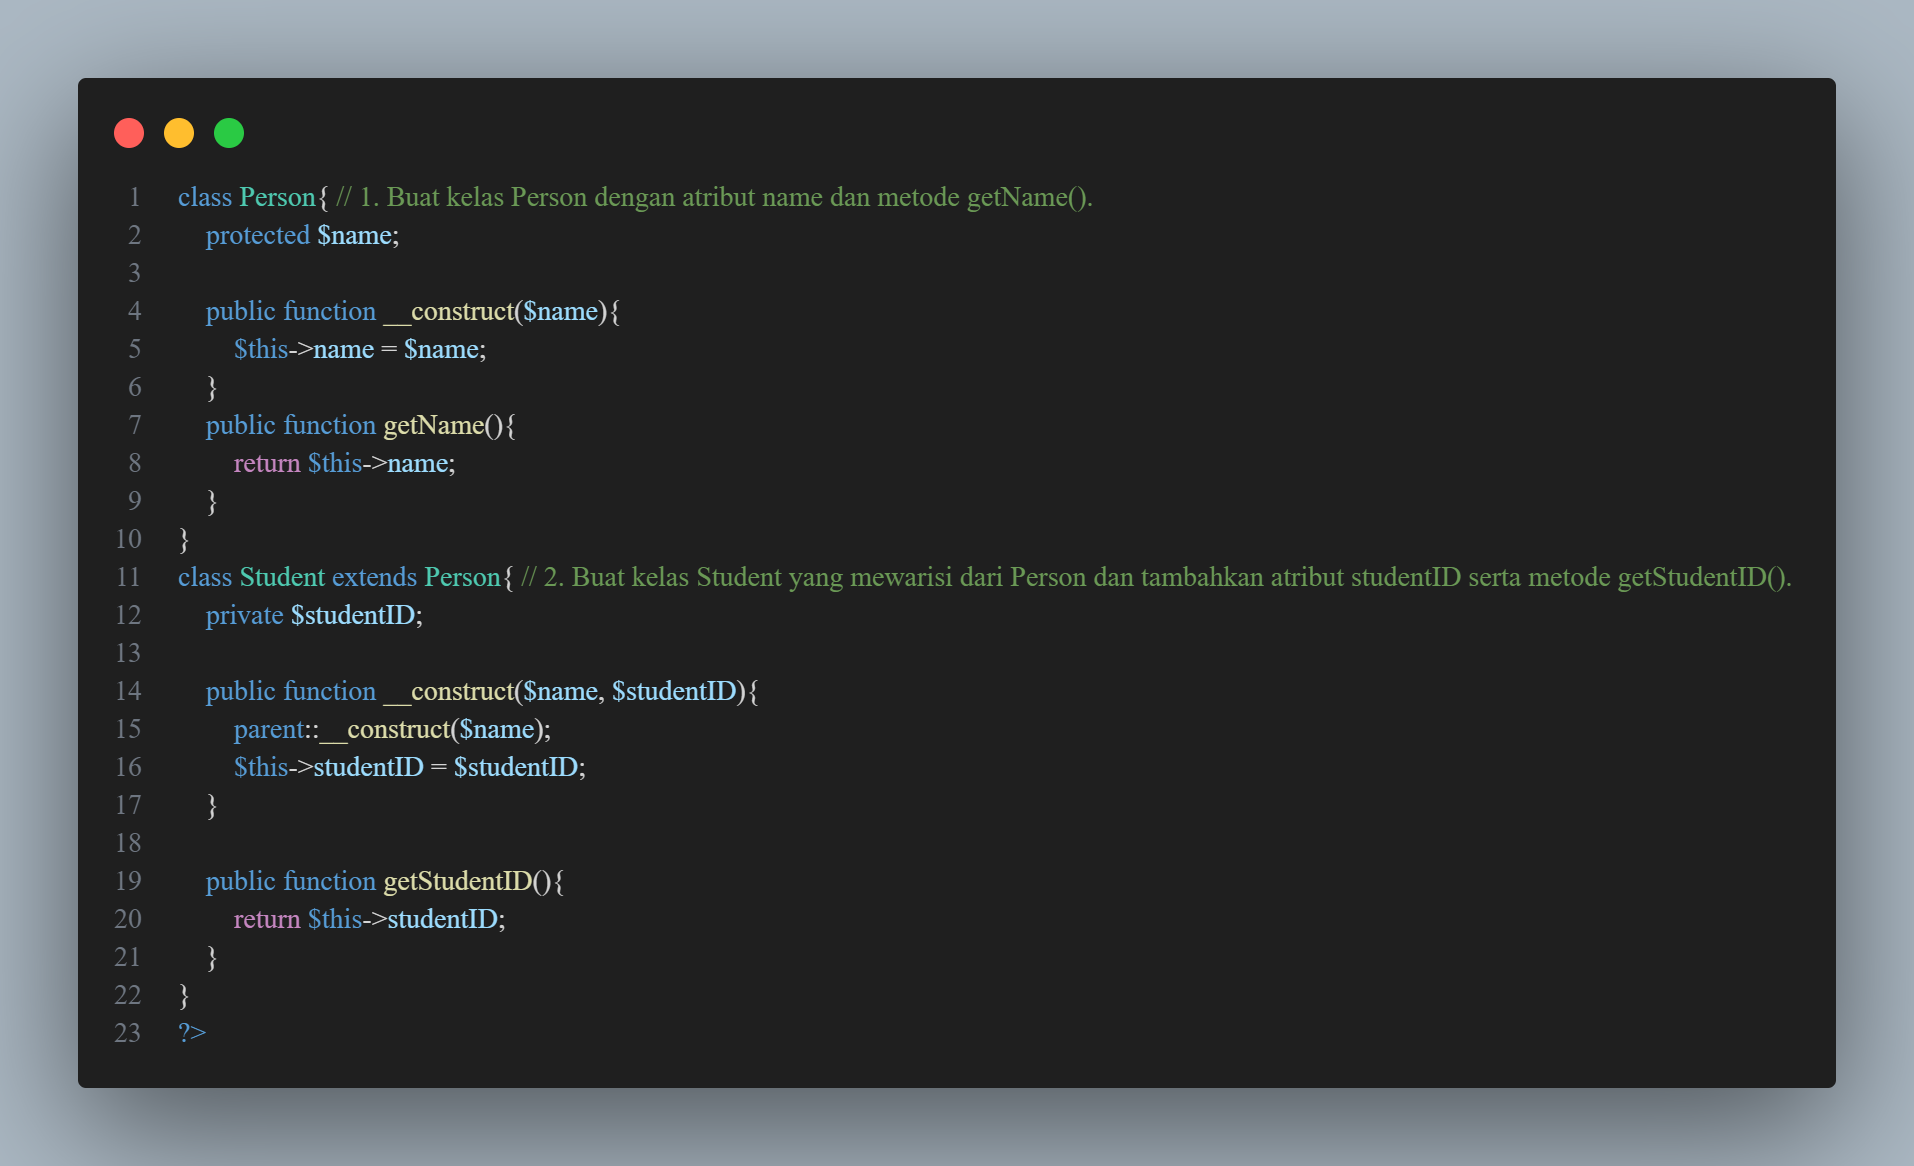 1 class Person{ // 1. Buat kelas Person dengan atribut name dan metode getName().
2     protected $name;
3
4     public function __construct($name){
5         $this->name = $name;
6     }
7     public function getName(){
8         return $this->name;
9     }
10 }
11 class Student extends Person{ // 2. Buat kelas Student yang mewarisi dari Person dan tambahkan atribut studentID serta metode getStudentID().
12     private $studentID;
13
14     public function __construct($name, $studentID){
15         parent::__construct($name);
16         $this->studentID = $studentID;
17     }
18
19     public function getStudentID(){
20         return $this->studentID;
21     }
22 }
23 ?>